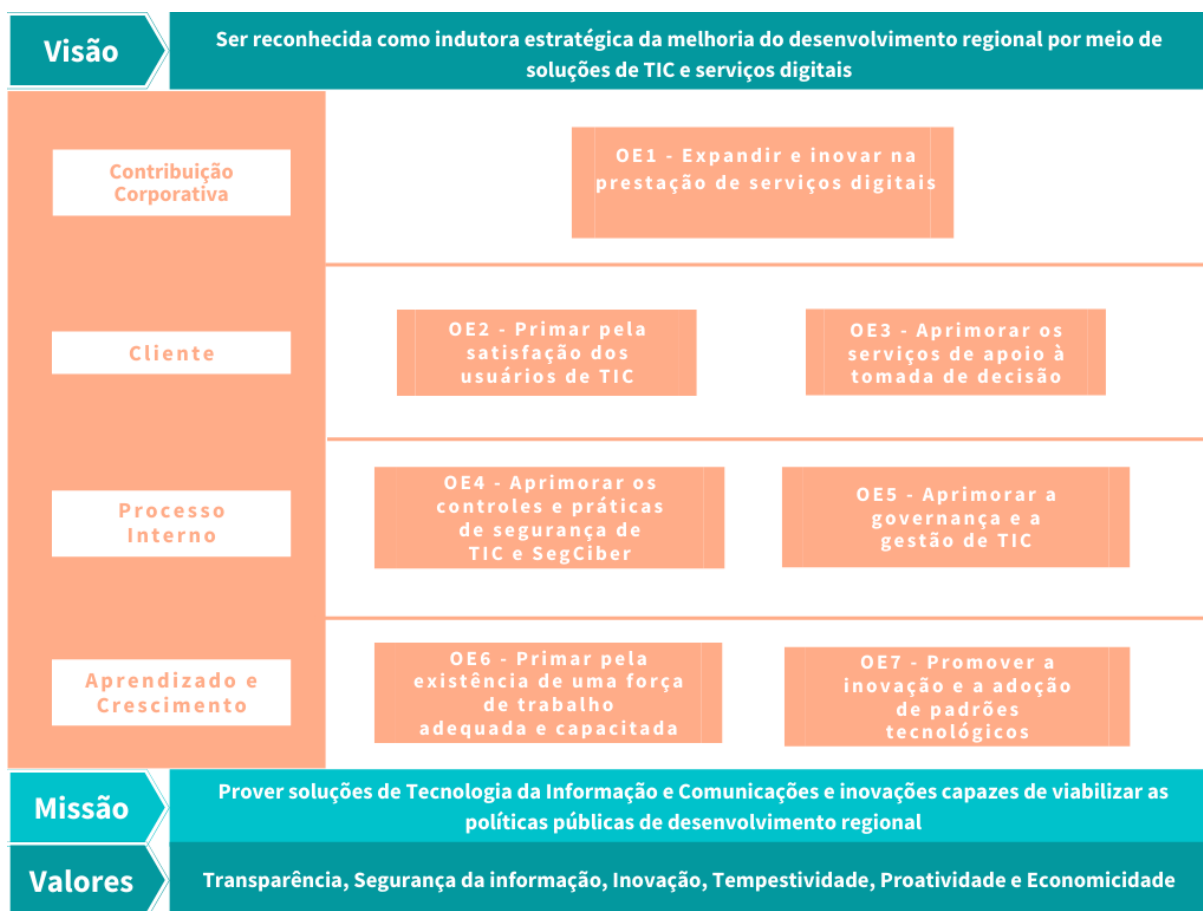 Visão
Ser reconhecida como indutora estratégica da melhoria do desenvolvimento regional por meio de
soluções de TIC e serviços digitais
Contribuição
Corporativa
OE1 - Expandir e inovar na
prestação de serviços digitais
Cliente
OE2 - Primar pela
satisfação dos
usuários de TIC
OE3 - Aprimorar os
serviços de apoio à
tomada de decisão
Processo
Interno
OE4 - Aprimorar os
controles e práticas
de segurança de
TIC e SegCiber
OE5 - Aprimorar a
governança e a
gestão de TIC
Aprendizado e
Crescimento
OE6 - Primar pela
existência de uma força
de trabalho
adequada e capacitada
OE7 - Promover a
inovação e a adoção
de padrões
tecnológicos
Missão
Prover soluções de Tecnologia da Informação e Comunicações e inovações capazes de viabilizar as
políticas públicas de desenvolvimento regional
Valores
Transparência, Segurança da informação, Inovação, Tempestividade, Proatividade e Economicidade